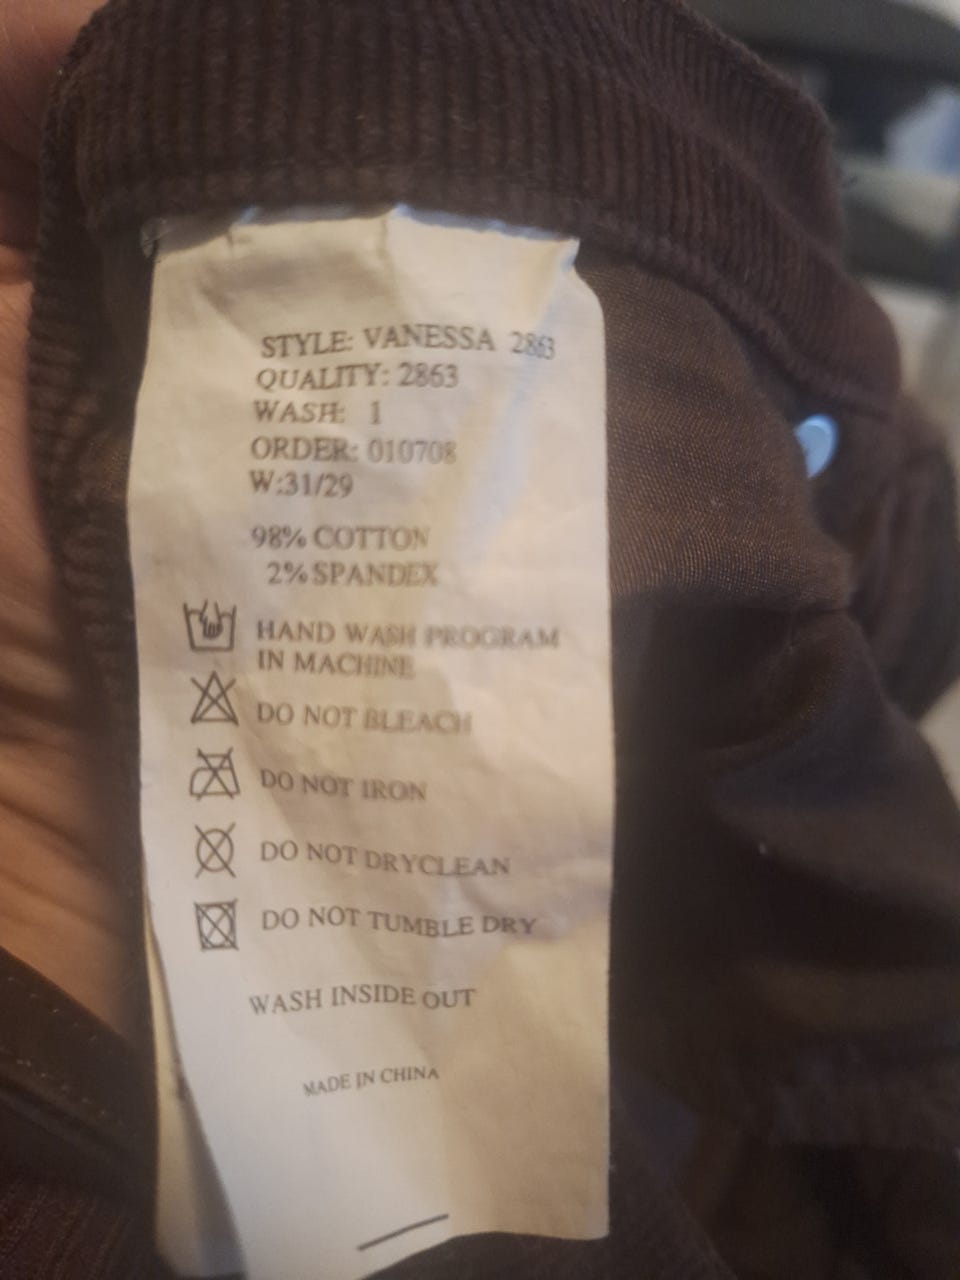 STYLE: VANESSA 2863
QUALITY: 2863
WASH: 1
ORDER: 010708
W:31/29
98% COTTON
2% SPANDEX
HAND WASH PROGRAM
IN MACHINE
DO NOT BLEACH
DO NOT IRON
DO NOT DRYCLEAN
DO NOT TUMBLE DRY
WASH INSIDE OUT
MADE IN CHINA